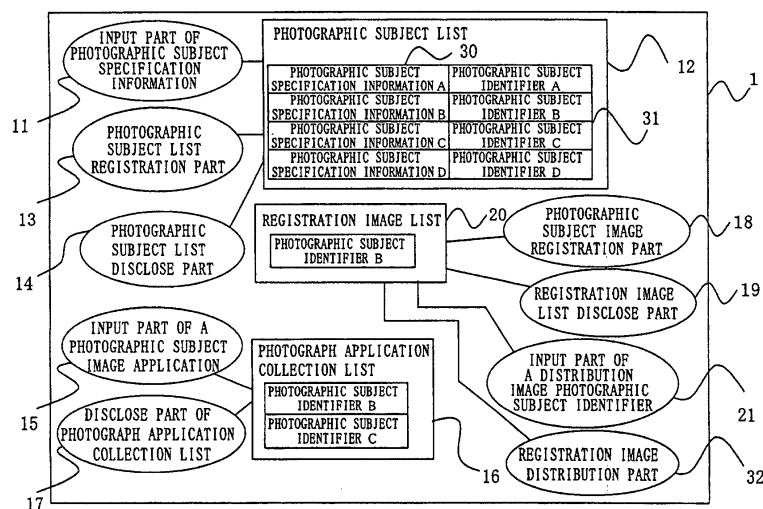 INPUT PART OF
PHOTOGRAPHIC SUBJECT
SPECIFICATION
INFORMATION
11
PHOTOGRAPHIC SUBJECT LIST
30
PHOTOGRAPHIC SUBJECT
SPECIFICATION INFORMATION A
PHOTOGRAPHIC SUBJECT
IDENTIFIER A
PHOTOGRAPHIC SUBJECT
SPECIFICATION INFORMATION B
PHOTOGRAPHIC SUBJECT
IDENTIFIER B
PHOTOGRAPHIC SUBJECT
SPECIFICATION INFORMATION C
PHOTOGRAPHIC SUBJECT
IDENTIFIER C
PHOTOGRAPHIC SUBJECT
SPECIFICATION INFORMATION D
PHOTOGRAPHIC SUBJECT
IDENTIFIER D
12
1
31
PHOTOGRAPHIC
SUBJECT LIST
REGISTRATION PART
13
PHOTOGRAPHIC
SUBJECT LIST
DISCLOSE PART
14
REGISTRATION IMAGE LIST
PHOTOGRAPHIC SUBJECT
IDENTIFIER B
20
PHOTOGRAPHIC
SUBJECT IMAGE
REGISTRATION PART
18
REGISTRATION IMAGE
LIST DISCLOSE PART
19
INPUT PART OF A
PHOTOGRAPHIC SUBJECT
IMAGE APPLICATION
15
PHOTOGRAPH APPLICATION
COLLECTION LIST
PHOTOGRAPHIC SUBJECT
IDENTIFIER B
PHOTOGRAPHIC SUBJECT
IDENTIFIER C
16
INPUT PART OF
A DISTRIBUTION
IMAGE PHOTOGRAPHIC
SUBJECT IDENTIFIER
21
DISCLOSE PART OF
PHOTOGRAPH APPLICATION
COLLECTION LIST
17
REGISTRATION IMAGE
DISTRIBUTION PART
32